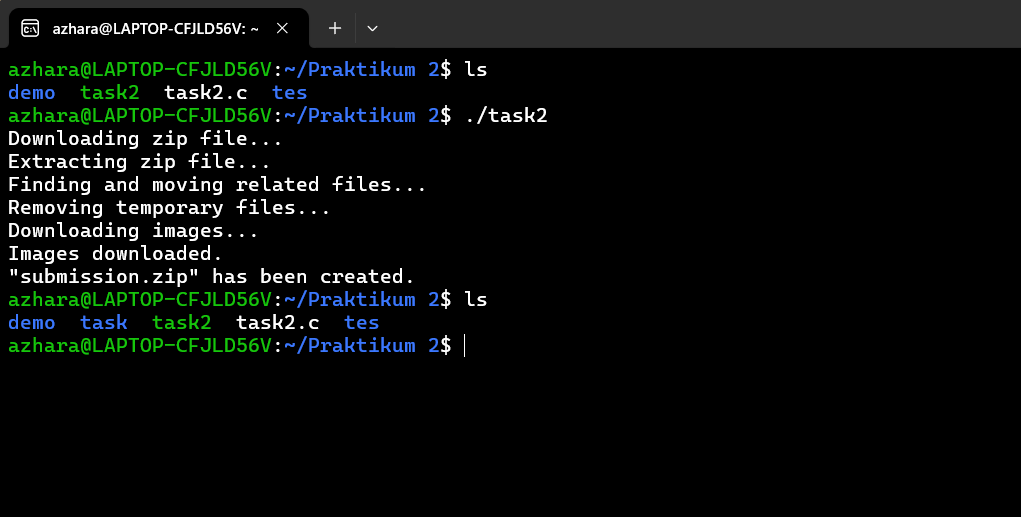 azhara@LAPTOP-CFJLD56V: ~
azhara@LAPTOP-CFJLD56V:~/Praktikum 2$ ls
demo  task2  task2.c  tes
azhara@LAPTOP-CFJLD56V:~/Praktikum 2$ ./task2
Downloading zip file...
Extracting zip file...
Finding and moving related files...
Removing temporary files...
Downloading images...
Images downloaded.
"submission.zip" has been created.
azhara@LAPTOP-CFJLD56V:~/Praktikum 2$ ls
demo  task  task2  task2.c  tes
azhara@LAPTOP-CFJLD56V:~/Praktikum 2$